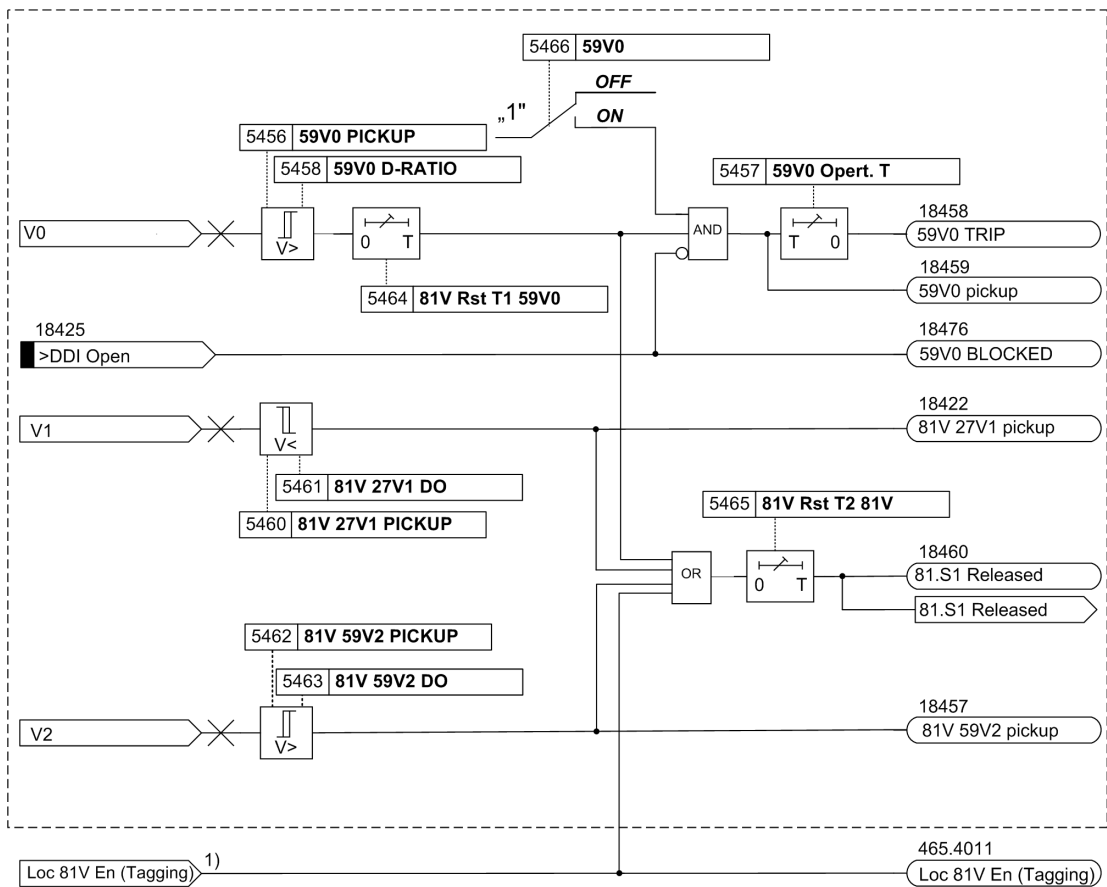 5466 59V0
OFF
„1"
ON
5456 59V0 PICKUP
5458 59V0 D-RATIO
5457 59V0 Opert. T
V0
V>
0 T
AND
T 0
18458
59V0 TRIP
5464 81V Rst T1 59V0
18459
59V0 pickup
18425
>DDI Open
18476
59V0 BLOCKED
V1
V<
18422
81V 27V1 pickup
5461 81V 27V1 DO
5460 81V 27V1 PICKUP
5465 81V Rst T2 81V
OR
0 T
18460
81.S1 Released
81.S1 Released
5462 81V 59V2 PICKUP
5463 81V 59V2 DO
V2
V>
18457
81V 59V2 pickup
Loc 81V En (Tagging)
1)
465.4011
Loc 81V En (Tagging)